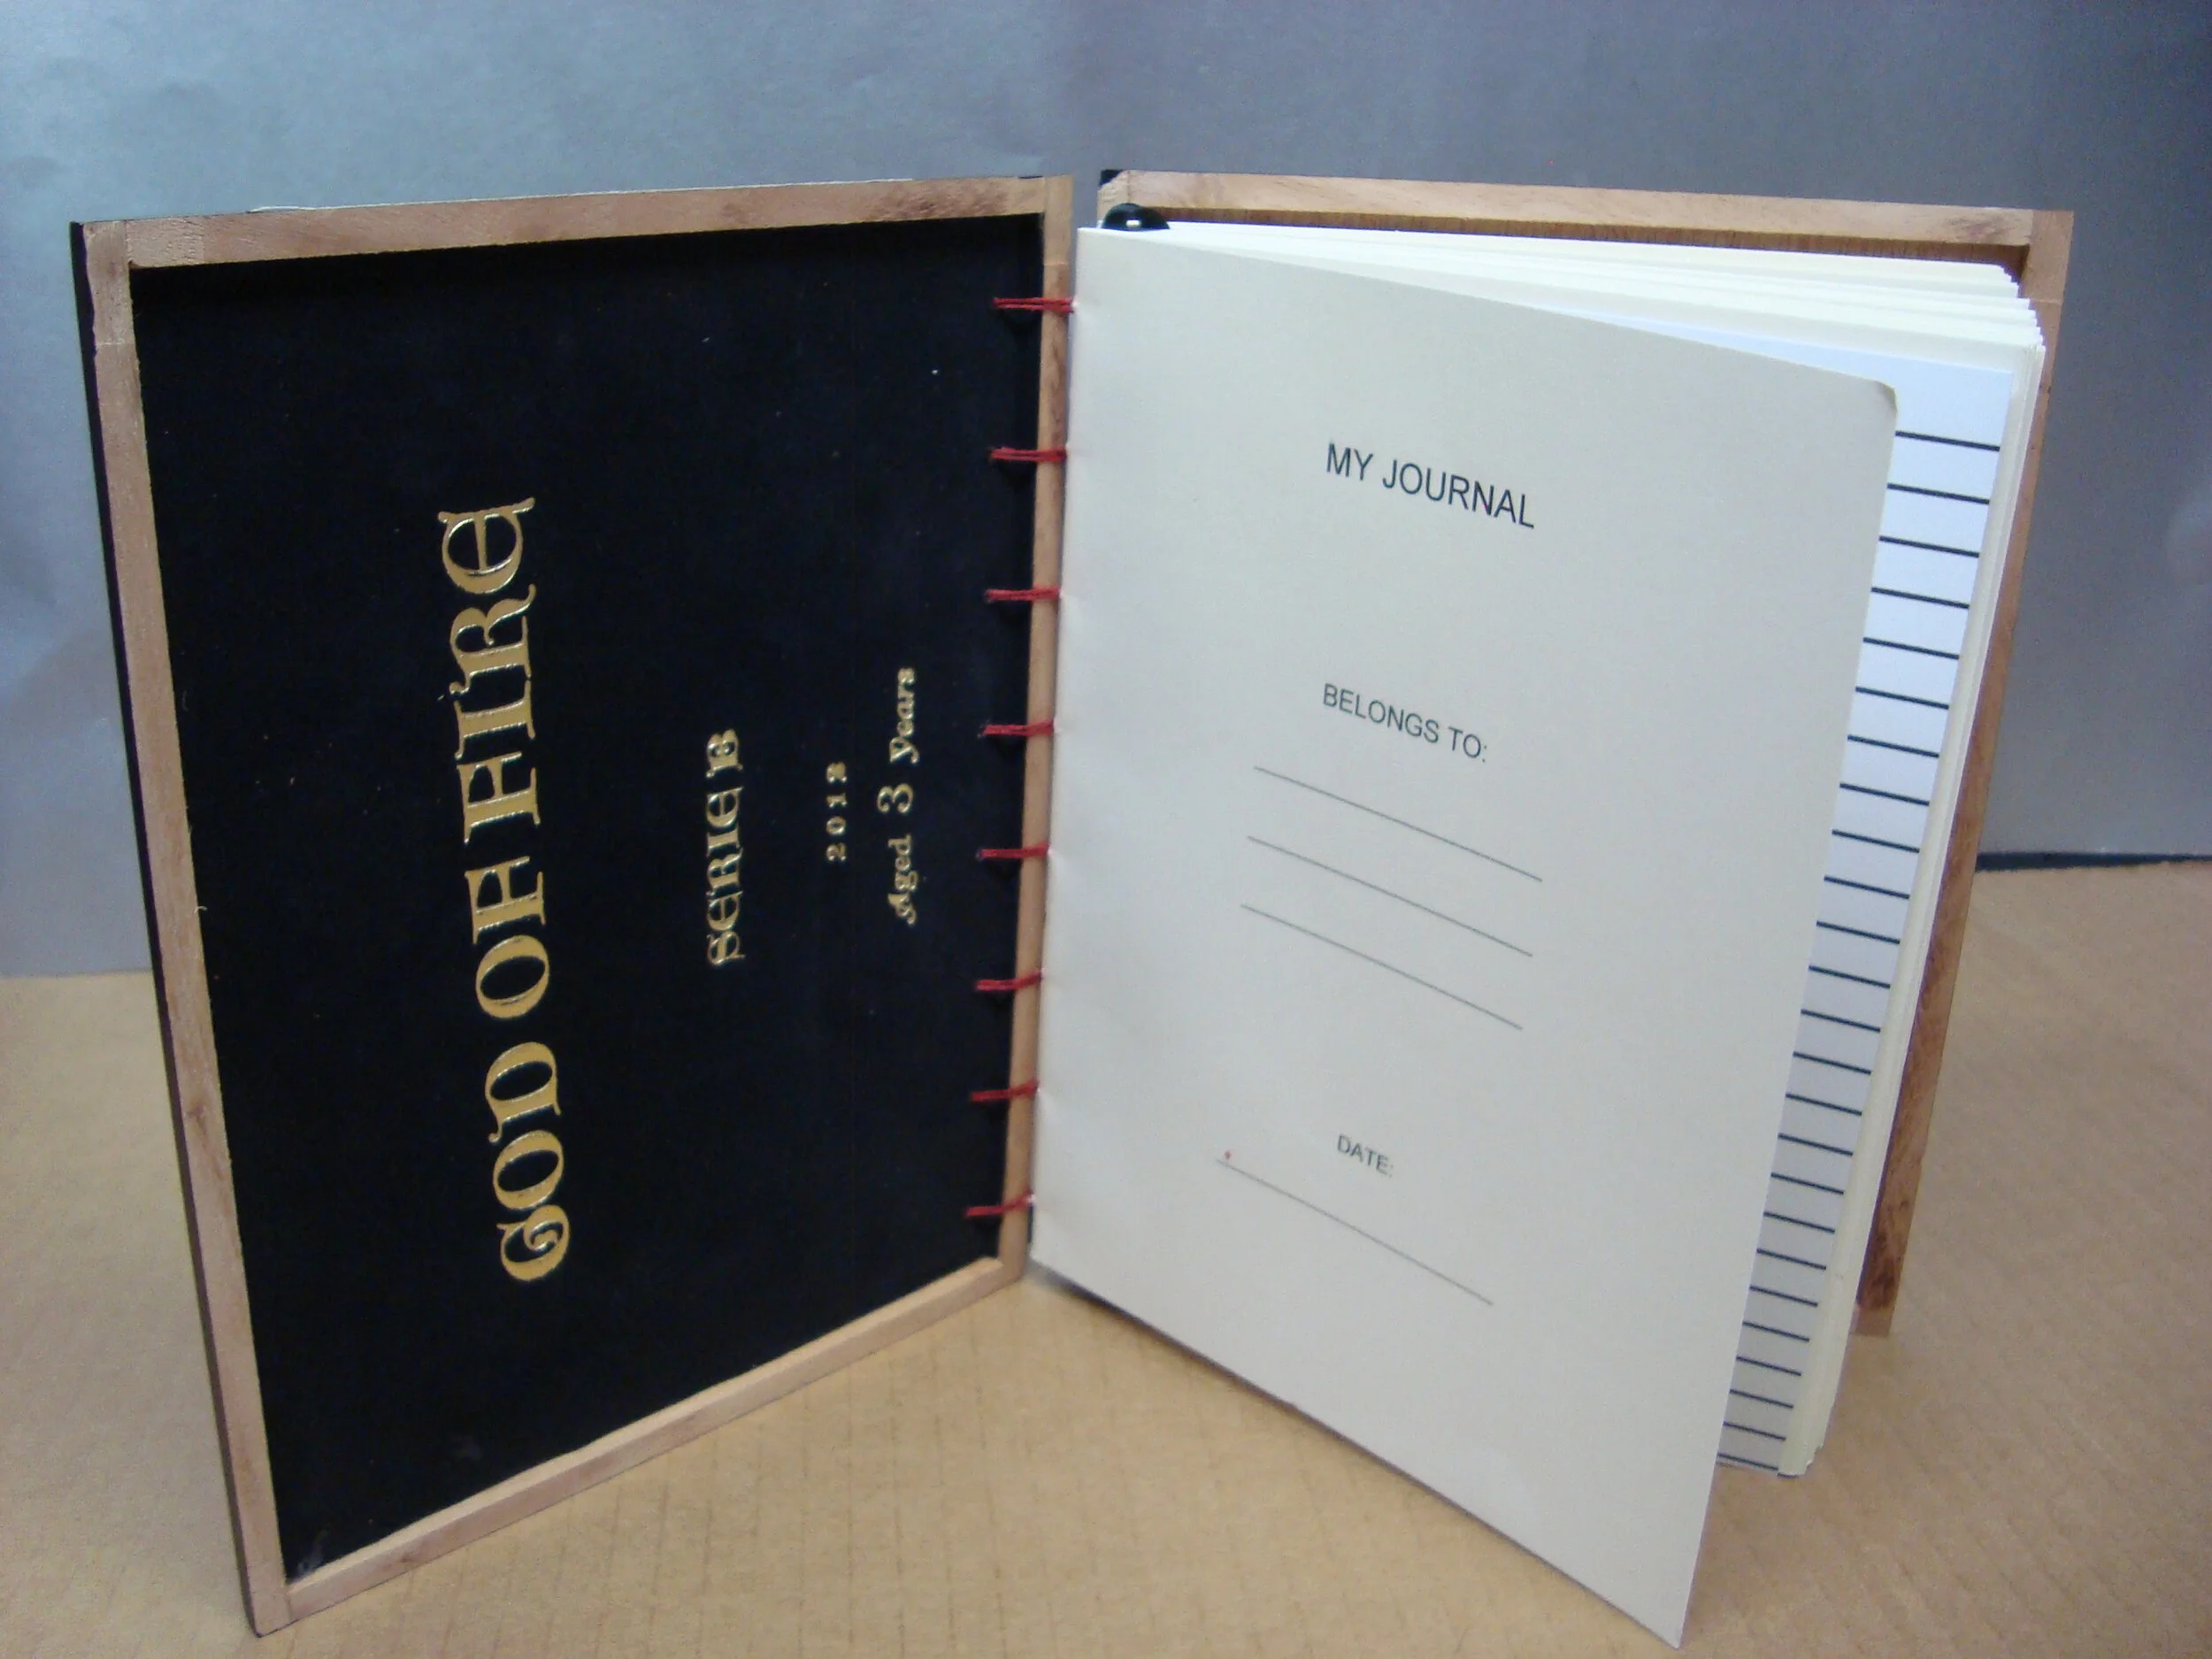 GOD OF FIRE
SERIE B
2012
Aged 3 Years
MY JOURNAL
BELONGS TO:
DATE: